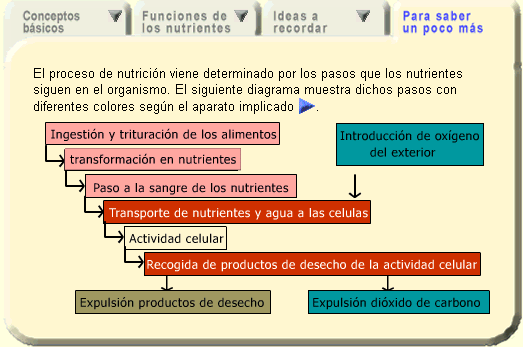 Conceptos básicos
Funciones de los nutrientes
Ideas a recordar
Para saber un poco más
El proceso de nutrición viene determinado por los pasos que los nutrientes
siguen en el organismo. El siguiente diagrama muestra dichos pasos con
diferentes colores según el aparato implicado
Ingestión y trituración de los alimentos
Introducción de oxígeno
del exterior
transformación en nutrientes
Paso a la sangre de los nutrientes
Transporte de nutrientes y agua a las celulas
Actividad celular
Recogida de productos de desecho de la actividad celular
Expulsión productos de desecho
Expulsión dióxido de carbono